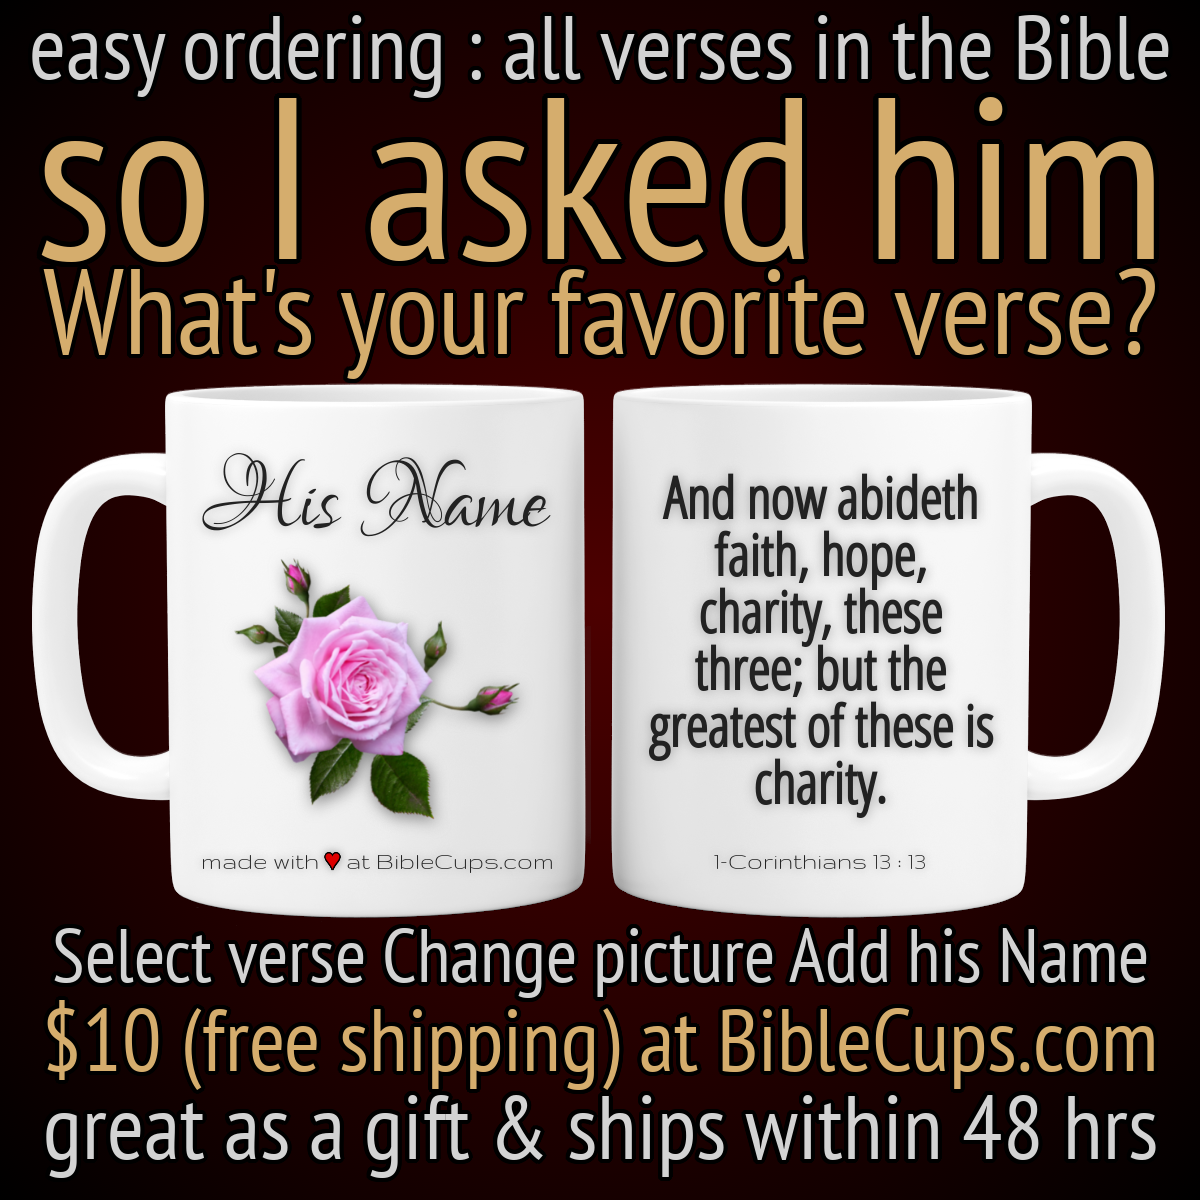 easy ordering : all verses in the Bible
so I asked him
What's your favorite verse?
His Name
made with ♥ at BibleCups.com
And now abideth
faith, hope,
charity, these
three; but the
greatest of these is
charity.
1-Corinthians 13 : 13
Select verse Change picture Add his Name
$10 (free shipping) at BibleCups.com
great as a gift & ships within 48 hrs